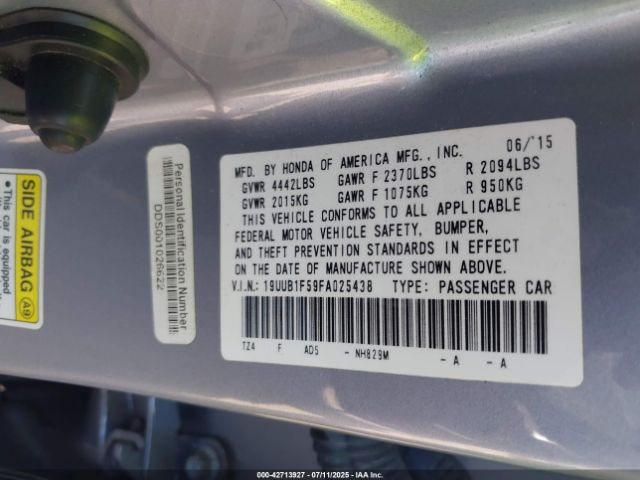 MFD. BY HONDA OF AMERICA MFG., INC. 06/'15
GVWR 4442LBS GAWR F 2370LBS R 2094LBS
GVWR 2015KG GAWR F 1075KG R 950KG
THIS VEHICLE CONFORMS TO ALL APPLICABLE
FEDERAL MOTOR VEHICLE SAFETY, BUMPER,
AND THEFT PREVENTION STANDARDS IN EFFECT
ON THE DATE OF MANUFACTURE SHOWN ABOVE.
V.I.N.: 19UUB1F59FA025438 TYPE: PASSENGER CAR
TZ4 F AD5 - NH829M - A - A
Personal Identification Number
DDS001026622
SIDE AIRBAG A9
This car is equipped
000-42713927 - 07/11/2025 - IAA Inc.